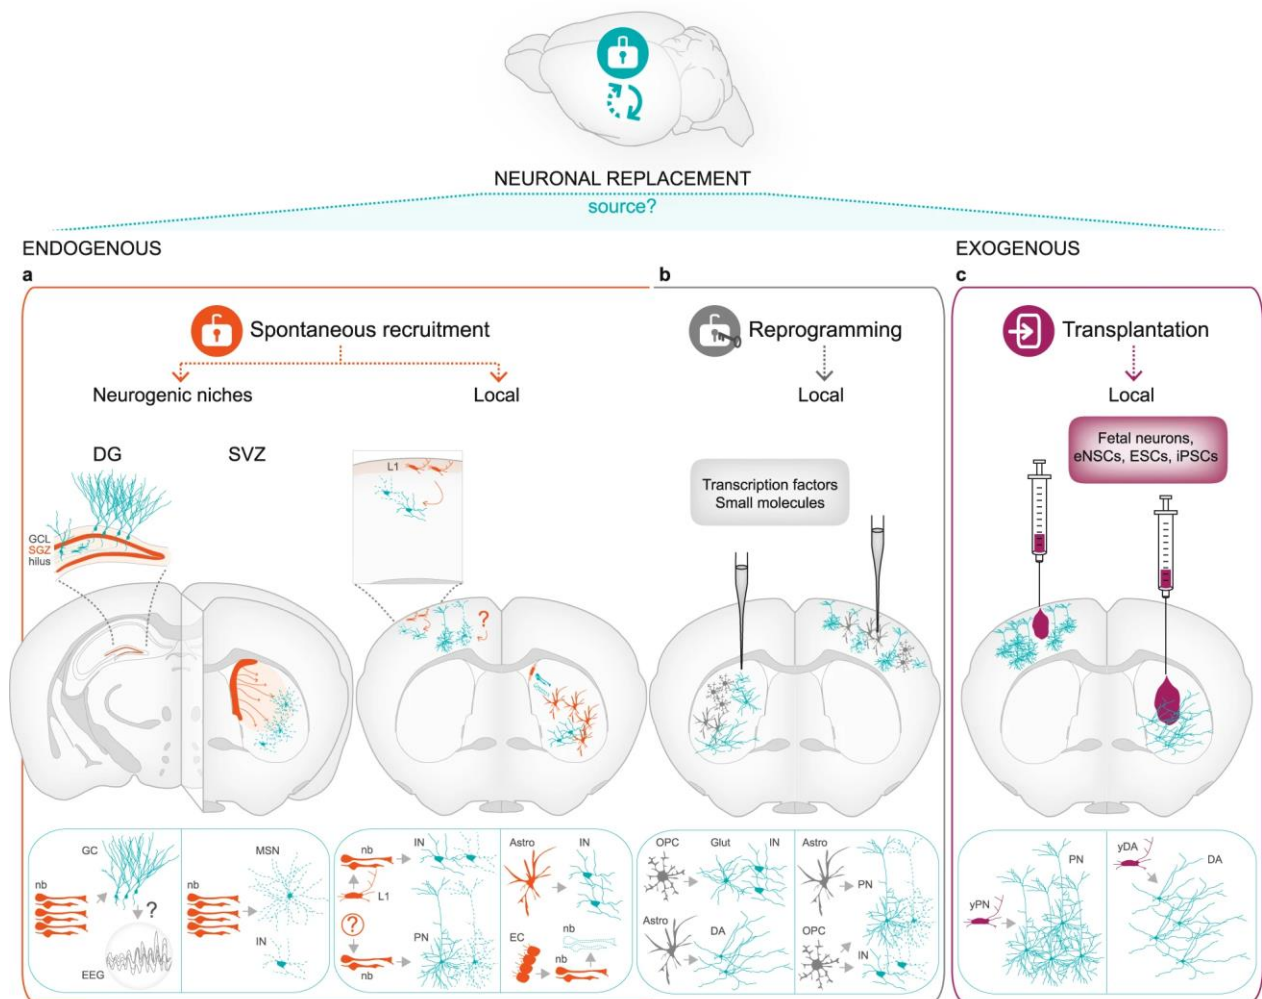 NEURONAL REPLACEMENT
source?
ENDOGENOUS
EXOGENOUS
a
b
c
Spontaneous recruitment
Reprogramming
Transplantation
Neurogenic niches
Local
Local
Local
DG
SVZ
L1
GCL
SGZ
hilus
Transcription factors
Small molecules
Fetal neurons,
eNSCs, ESCs, iPSCs
?
GC
nb
?
EEG
MSN
nb
IN
nb
IN
L1
?
PN
nb
Astro
IN
EC
nb
nb
OPC
Glut
IN
Astro
DA
Astro
PN
OPC
IN
PN
yPN
yDA
DA